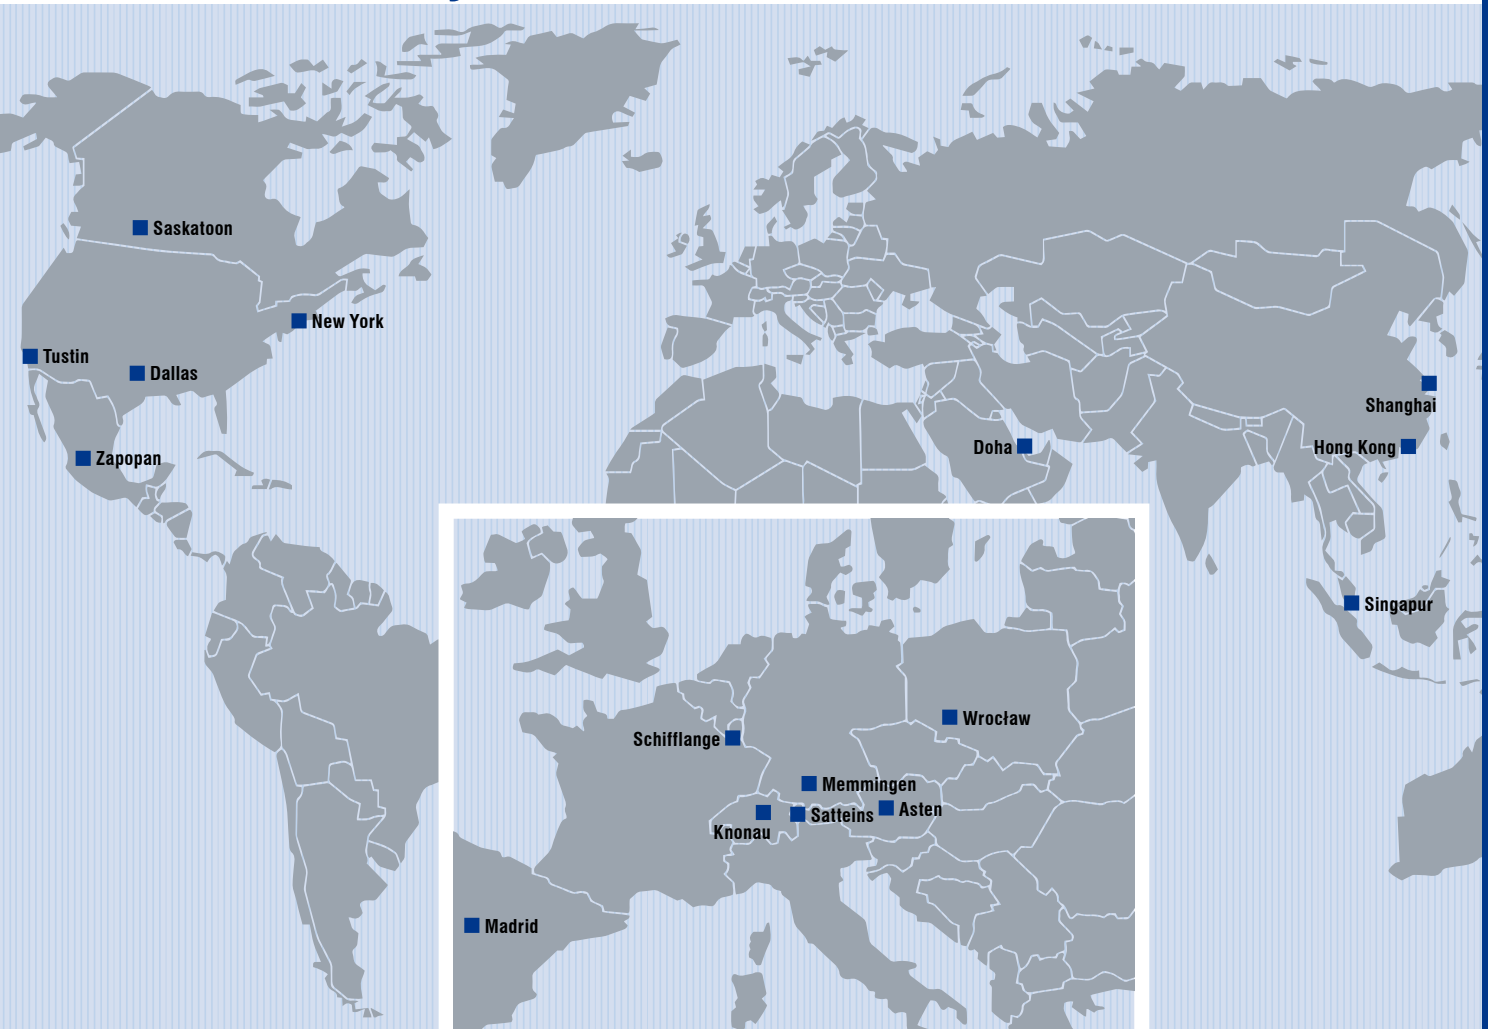 Saskatoon
New York
Tustin
Dallas
Zapopan
Shanghai
Doha
Hong Kong
Singapur
Wrocław
Schifflange
Memmingen
Asten
Satteins
Knonau
Madrid